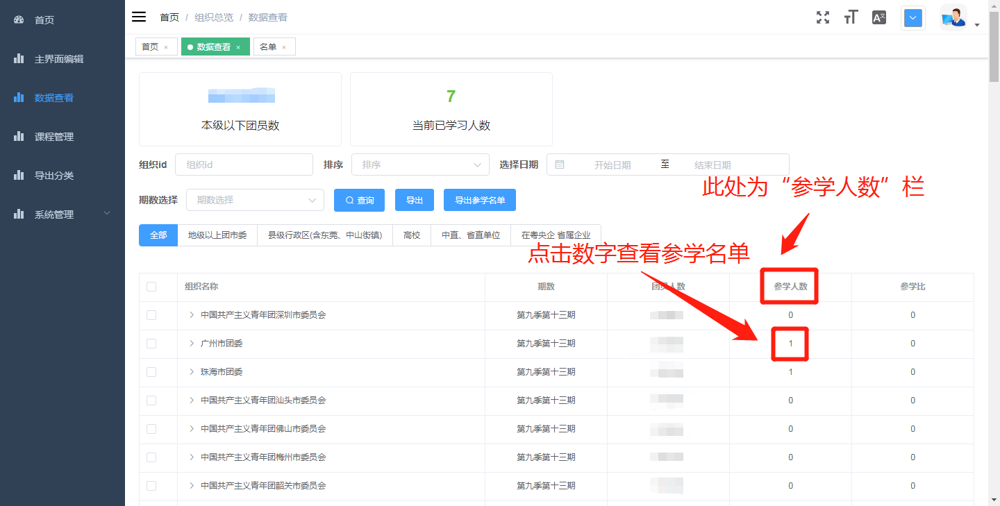 首页
主界面编辑
数据查看
课程管理
导出分类
系统管理
首页 / 组织总览 / 数据查看
首页 × 数据查看 × 名单 ×
本级以下团员数
7
当前已学习人数
组织id 组织id 排序 排序 选择日期 开始日期 至 结束日期
此处为“参学人数”栏
期数选择 期数选择 查询 导出 导出参学名单
全部 地级以上团市委 县级行政区(含东莞、中山街镇) 高校 中直、省直单位 在粤央企 省属企业
点击数字查看参学名单
组织名称 期数 团员人数 参学人数 参学比
中国共产主义青年团深圳市委员会 第九季第十三期 0 0
广州市团委 第九季第十三期 1 0
珠海市团委 第九季第十三期 1 0
中国共产主义青年团汕头市委员会 第九季第十三期 0 0
中国共产主义青年团佛山市委员会 第九季第十三期 0 0
中国共产主义青年团梅州市委员会 第九季第十三期 0 0
中国共产主义青年团韶关市委员会 第九季第十三期 0 0